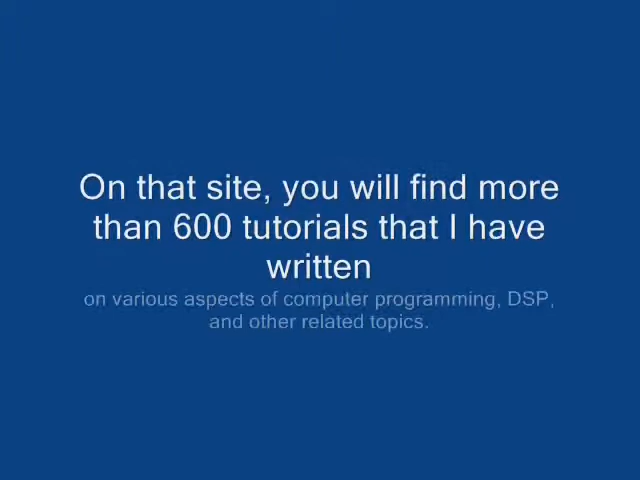 On that site, you will find more
than 600 tutorials that I have
written
on various aspects of computer programming, DSP,
and other related topics.